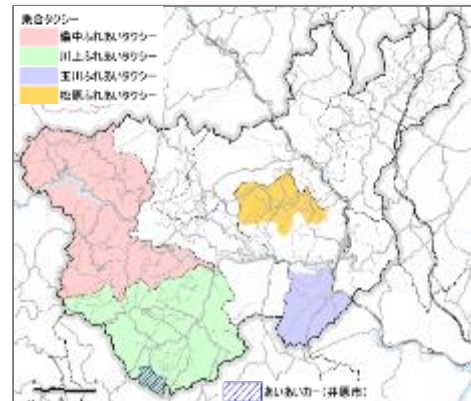 乗合タクシー
備中ふれあいタクシー
川上ふれあいタクシー
玉川ふれあいタクシー
松原ふれあいタクシー
あいあいカー(井原市)